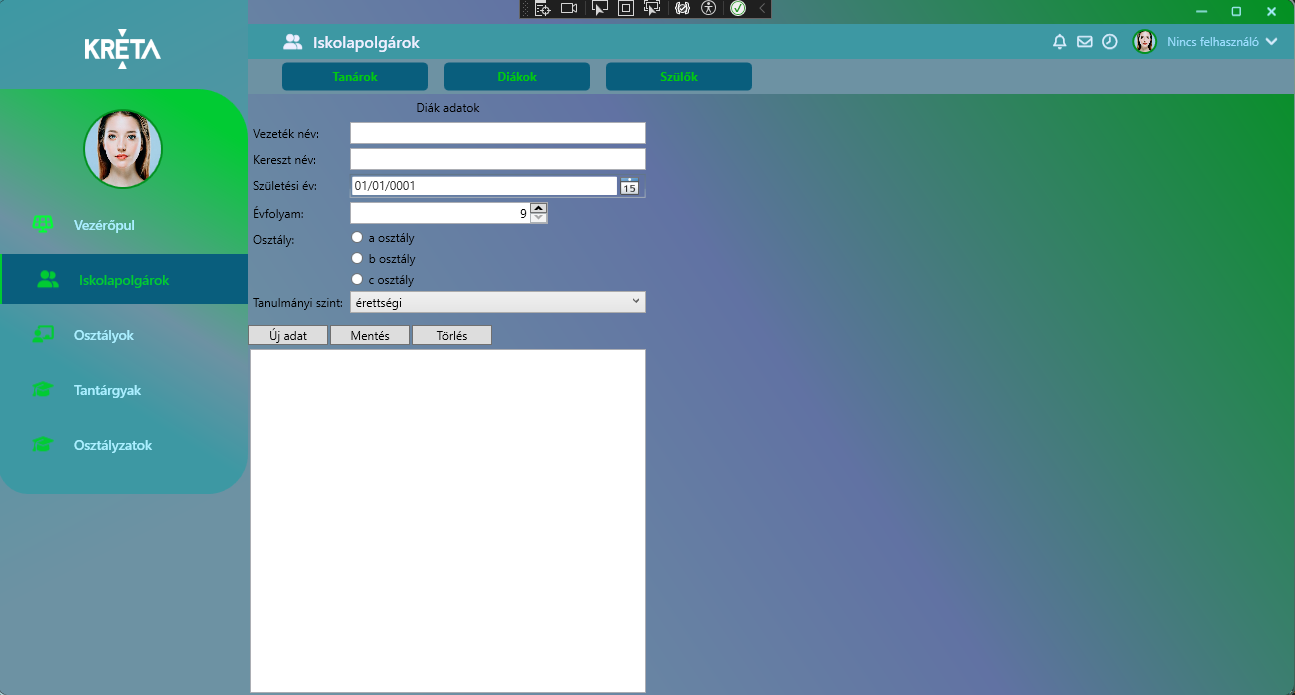 KRÉTA
Iskolapolgárok
Nincs felhasználó
Tanárok
Diákok
Szülők
Vezérőpul
Iskolapolgárok
Osztályok
Tantárgyak
Osztályzatok
Diák adatok
Vezeték név:
Kereszt név:
Születési év: 01/01/0001 15
Évfolyam: 9
Osztály: a osztály
b osztály
c osztály
Tanulmányi szint: érettségi
Új adat Mentés Törlés